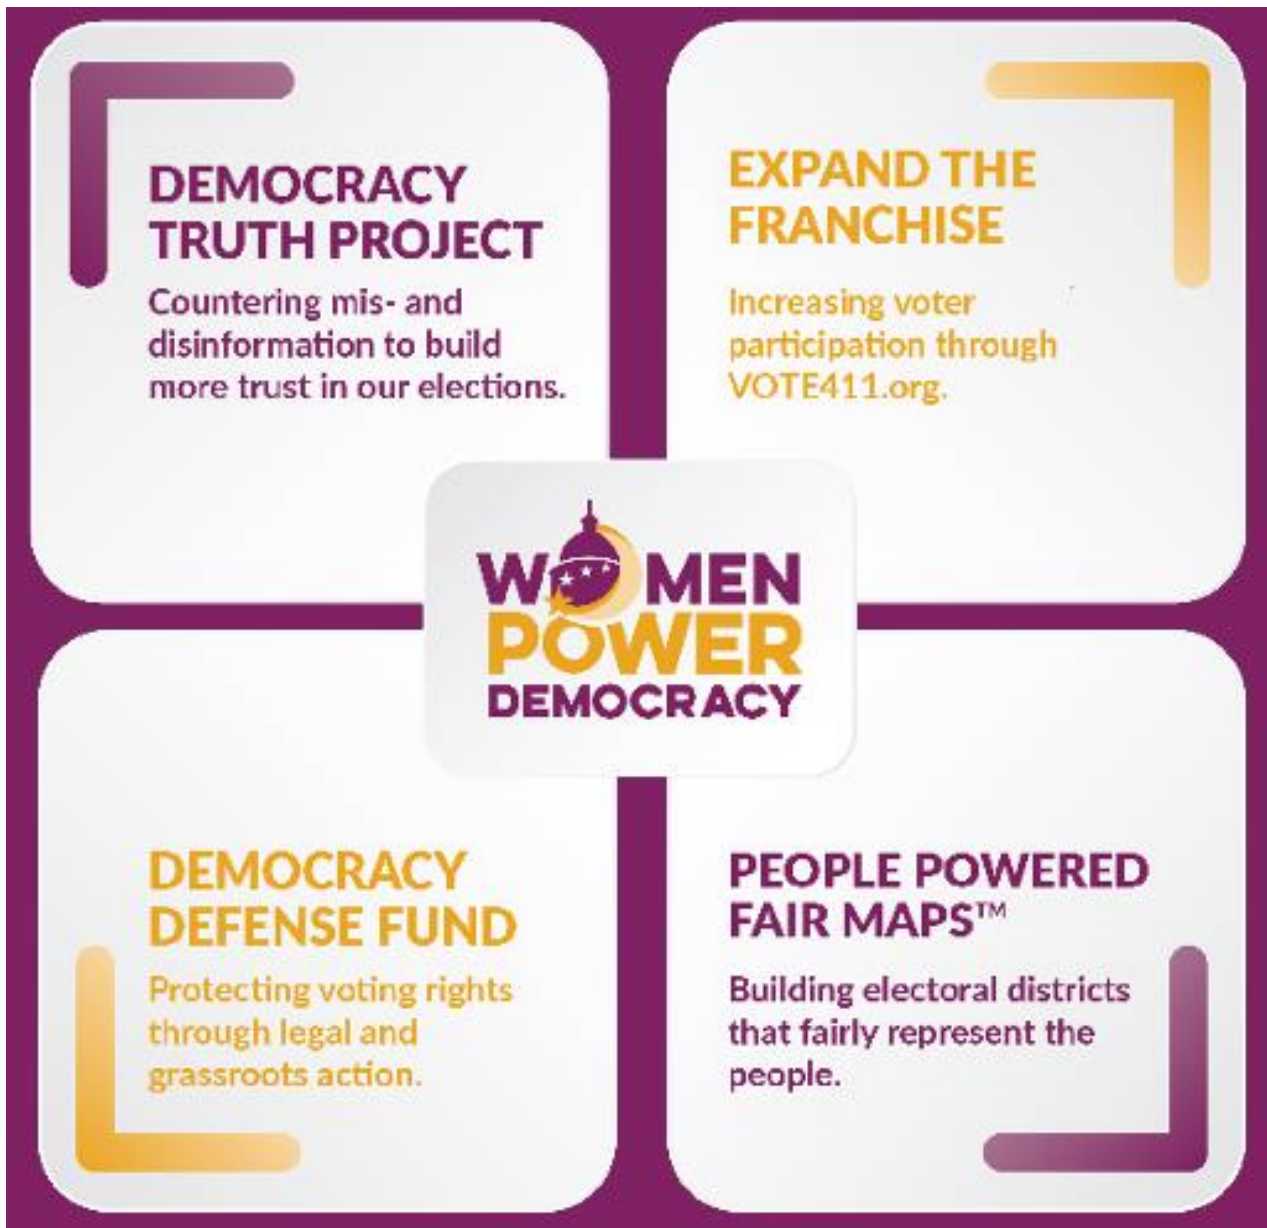 DEMOCRACY
TRUTH PROJECT
Countering mis- and
disinformation to build
more trust in our elections.
EXPAND THE
FRANCHISE
Increasing voter
participation through
VOTE411.org.
WOMEN
POWER
DEMOCRACY
DEMOCRACY
DEFENSE FUND
Protecting voting rights
through legal and
grassroots action.
PEOPLE POWERED
FAIR MAPS™
Building electoral districts
that fairly represent the
people.